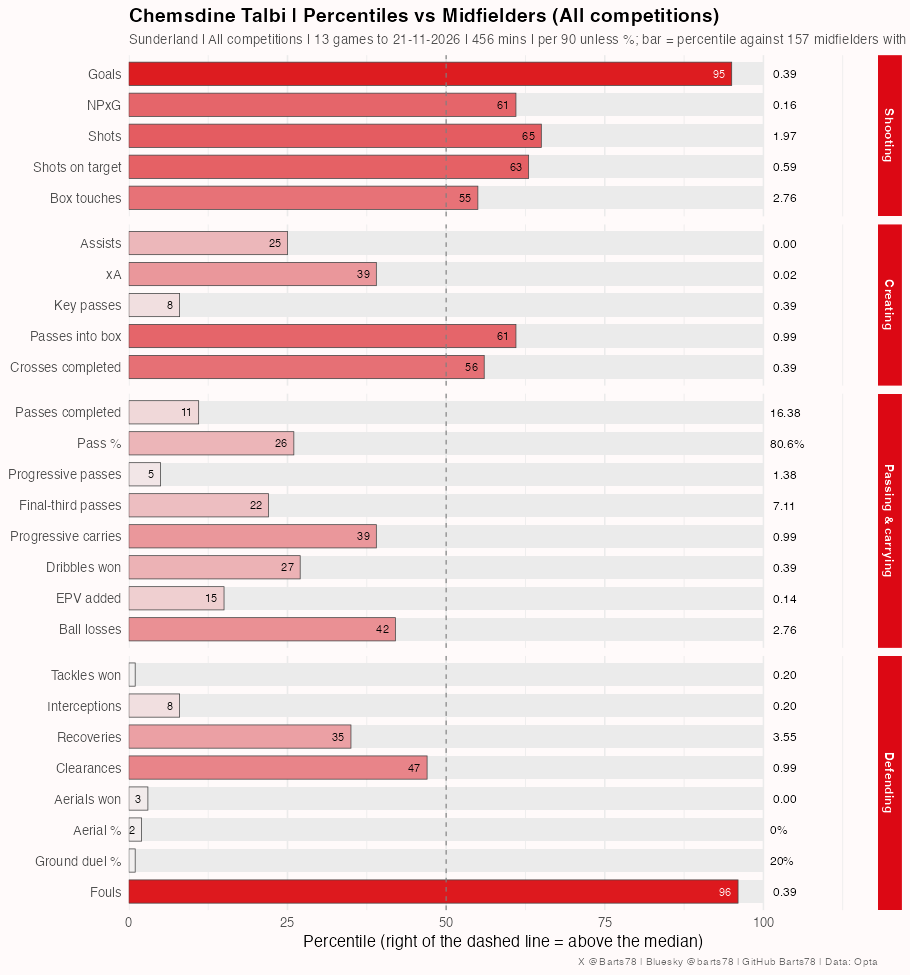 Chemsdine Talbi | Percentiles vs Midfielders (All competitions)
Sunderland | All competitions | 13 games to 21-11-2026 | 456 mins | per 90 unless %; bar = percentile against 157 midfielders with
Goals 95 0.39
NPxG 61 0.16
Shots 65 1.97
Shots on target 63 0.59
Box touches 55 2.76
Shooting
Assists 25 0.00
xA 39 0.02
Key passes 8 0.39
Passes into box 61 0.99
Crosses completed 56 0.39
Creating
Passes completed 11 16.38
Pass % 26 80.6%
Progressive passes 5 1.38
Final-third passes 22 7.11
Progressive carries 39 0.99
Dribbles won 27 0.39
EPV added 15 0.14
Ball losses 42 2.76
Passing & carrying
Tackles won 0.20
Interceptions 8 0.20
Recoveries 35 3.55
Clearances 47 0.99
Aerials won 3 0.00
Aerial % 2 0%
Ground duel % 20%
Fouls 96 0.39
Defending
0 25 50 75 100
Percentile (right of the dashed line = above the median)
X @Barts78 | Bluesky @barts78 | GitHub Barts78 | Data: Opta